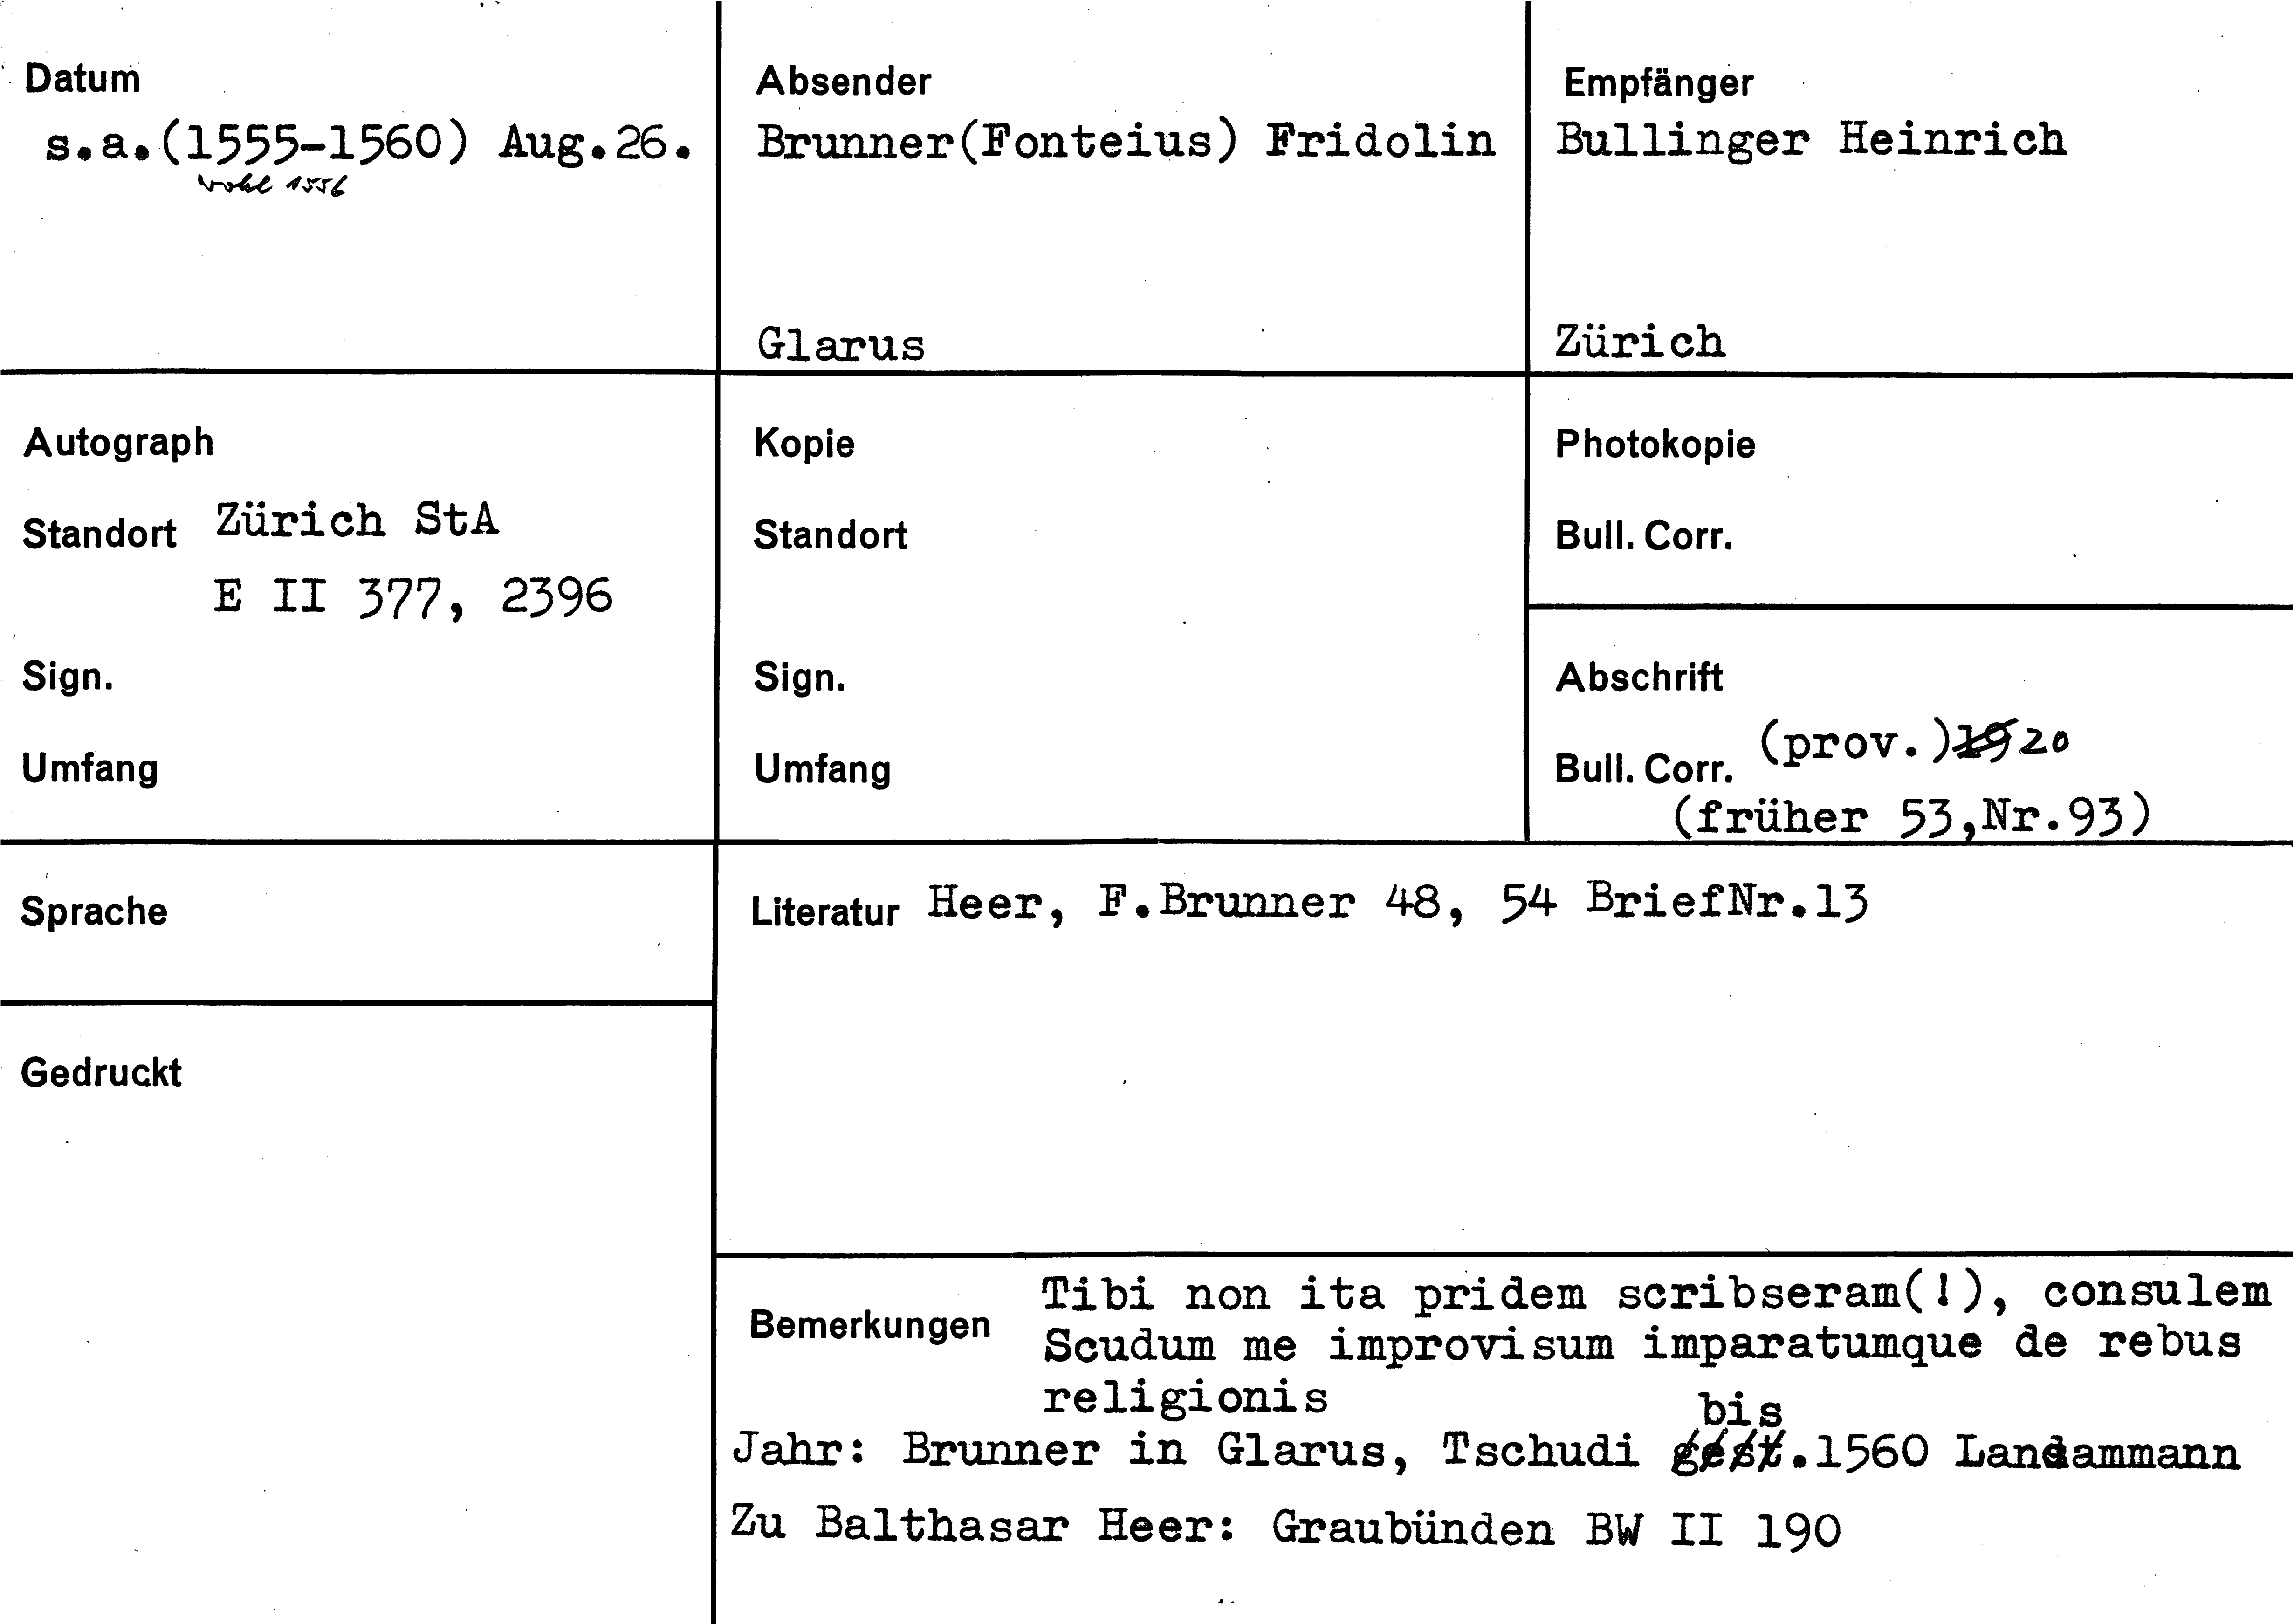 Datum
s.a.(1555-1560) Aug.26.
wohl 1556
Absender
Brunner(Fonteius) Fridolin
Glarus
Empfänger
Bullinger Heinrich
Zürich
Autograph
Standort Zürich StA
E II 377, 2396
Sign.
Umfang
Kopie
Standort
Sign.
Umfang
Photokopie
Bull. Corr.
Abschrift
Bull. Corr. (prov.)19 20
(früher 53,Nr.93)
Sprache
Gedruckt
Literatur Heer, F.Brunner 48, 54 BriefNr.13
Bemerkungen
Tibi non ita pridem scribseram(!), consulem
Scudum me improvisum imparatumque de rebus
religionis
bis
Jahr: Brunner in Glarus, Tschudi gest.1560 Landammann
Zu Balthasar Heer: Graubünden BW II 190